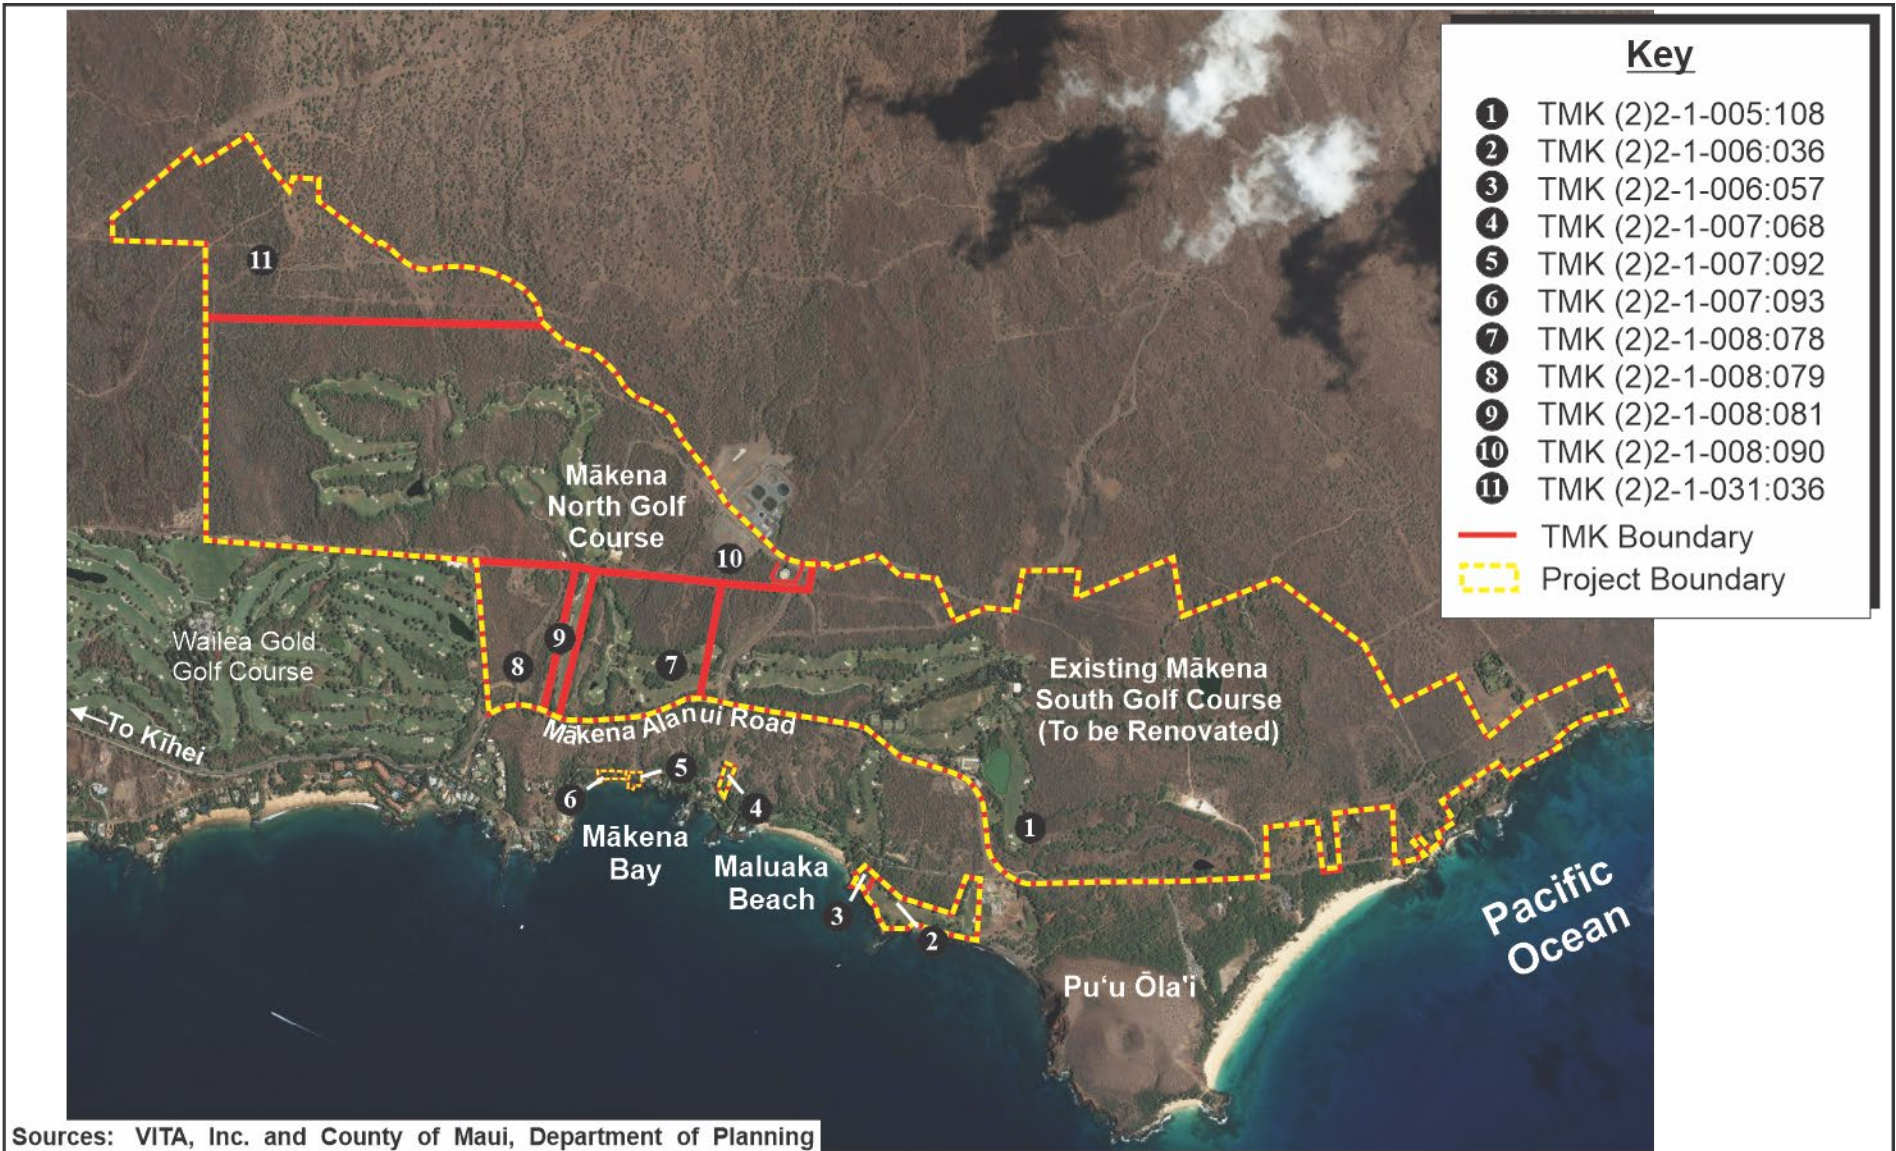 Key
1 TMK (2)2-1-005:108
2 TMK (2)2-1-006:036
3 TMK (2)2-1-006:057
4 TMK (2)2-1-007:068
5 TMK (2)2-1-007:092
6 TMK (2)2-1-007:093
7 TMK (2)2-1-008:078
8 TMK (2)2-1-008:079
9 TMK (2)2-1-008:081
10 TMK (2)2-1-008:090
11 TMK (2)2-1-031:036
TMK Boundary
Project Boundary
11
Mākena
North Golf
Course
10
9
8
7
Wailea Gold
Golf Course
Existing Mākena
South Golf Course
(To be Renovated)
To Kīhei
Mākena Alanui Road
5
6
4
1
Mākena
Bay
Maluaka
Beach
3
2
Pacific
Ocean
Pu‘u Ōla'i
Sources: VITA, Inc. and County of Maui, Department of Planning